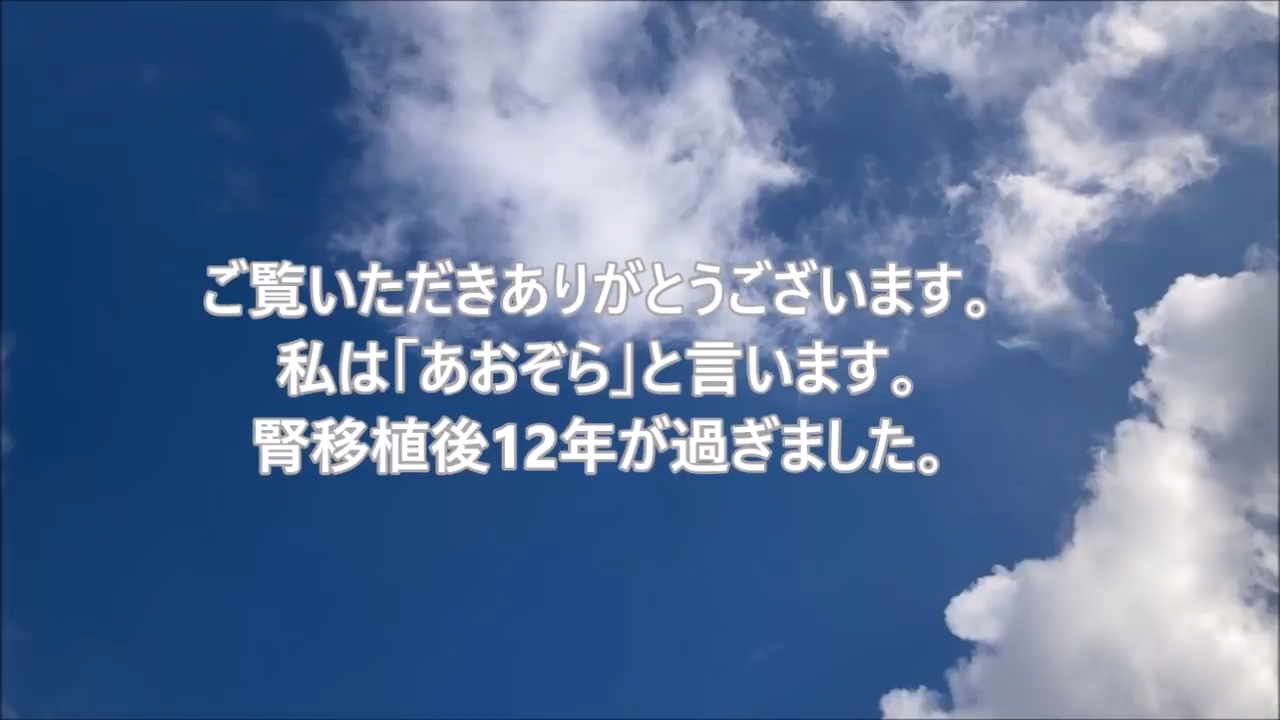 ご覧いただきありがとうございます。
私は「あおぞら」と言います。
腎移植後12年が過ぎました。